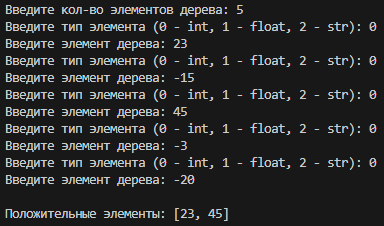 Введите кол-во элементов дерева: 5
Введите тип элемента (0 - int, 1 - float, 2 - str): 0
Введите элемент дерева: 23
Введите тип элемента (0 - int, 1 - float, 2 - str): 0
Введите элемент дерева: -15
Введите тип элемента (0 - int, 1 - float, 2 - str): 0
Введите элемент дерева: 45
Введите тип элемента (0 - int, 1 - float, 2 - str): 0
Введите элемент дерева: -3
Введите тип элемента (0 - int, 1 - float, 2 - str): 0
Введите элемент дерева: -20
Положительные элементы: [23, 45]